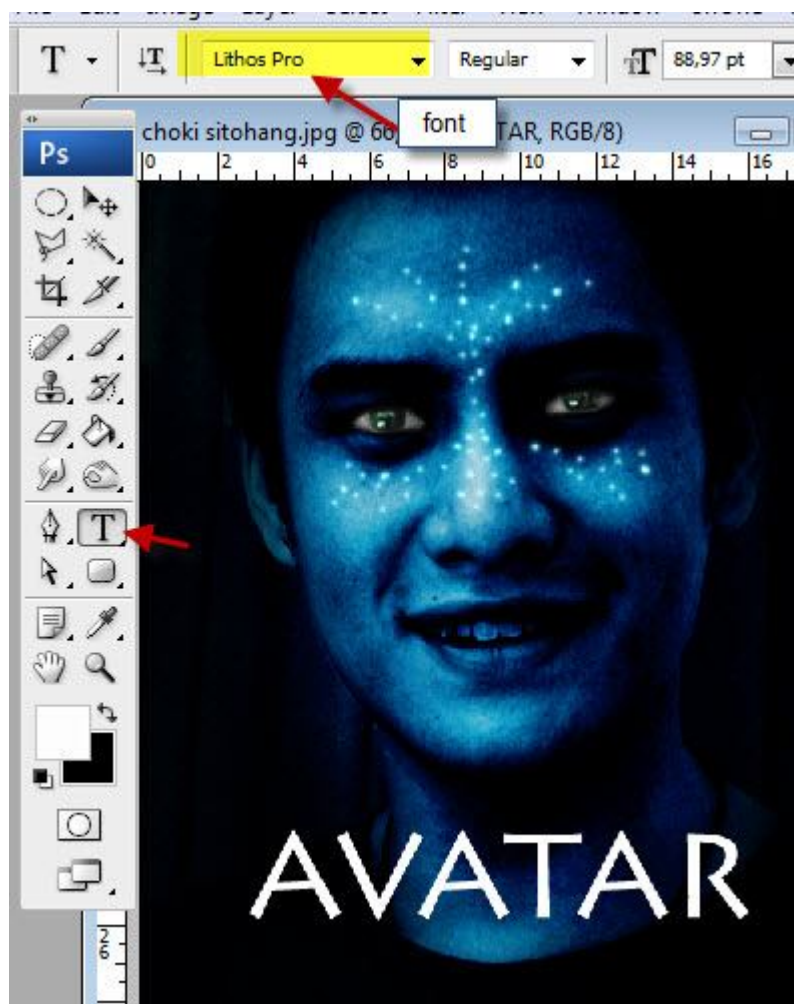 T Lithos Pro Regular T 88,97 pt
font
choki sitohang.jpg @ 66, TAR, RGB/8)
Ps
0 2 4 6 8 10 12 14 16
T
AVATAR
26